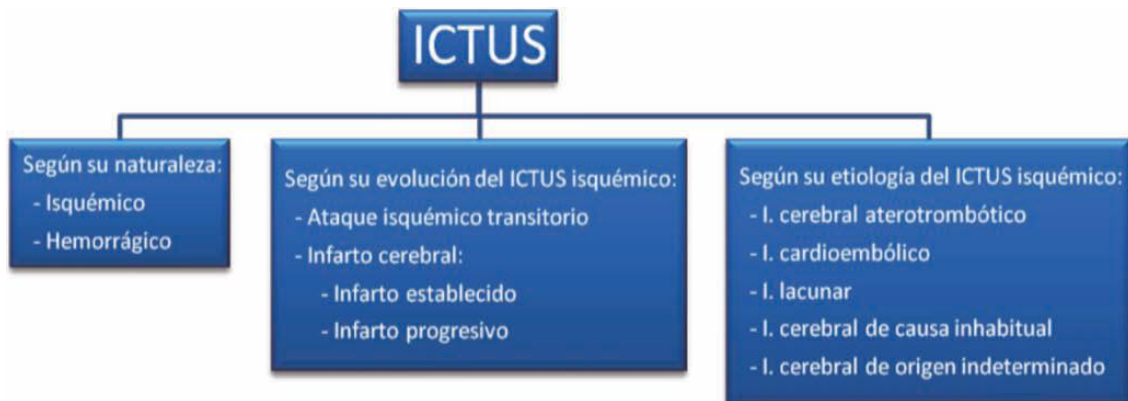 ICTUS
Según su naturaleza:
- Isquémico
- Hemorrágico
Según su evolución del ICTUS isquémico:
- Ataque isquémico transitorio
- Infarto cerebral:
- Infarto establecido
- Infarto progresivo
Según su etiología del ICTUS isquémico:
- I. cerebral aterotrombótico
- I. cardioembólico
- I. lacunar
- I. cerebral de causa inhabitual
- I. cerebral de origen indeterminado